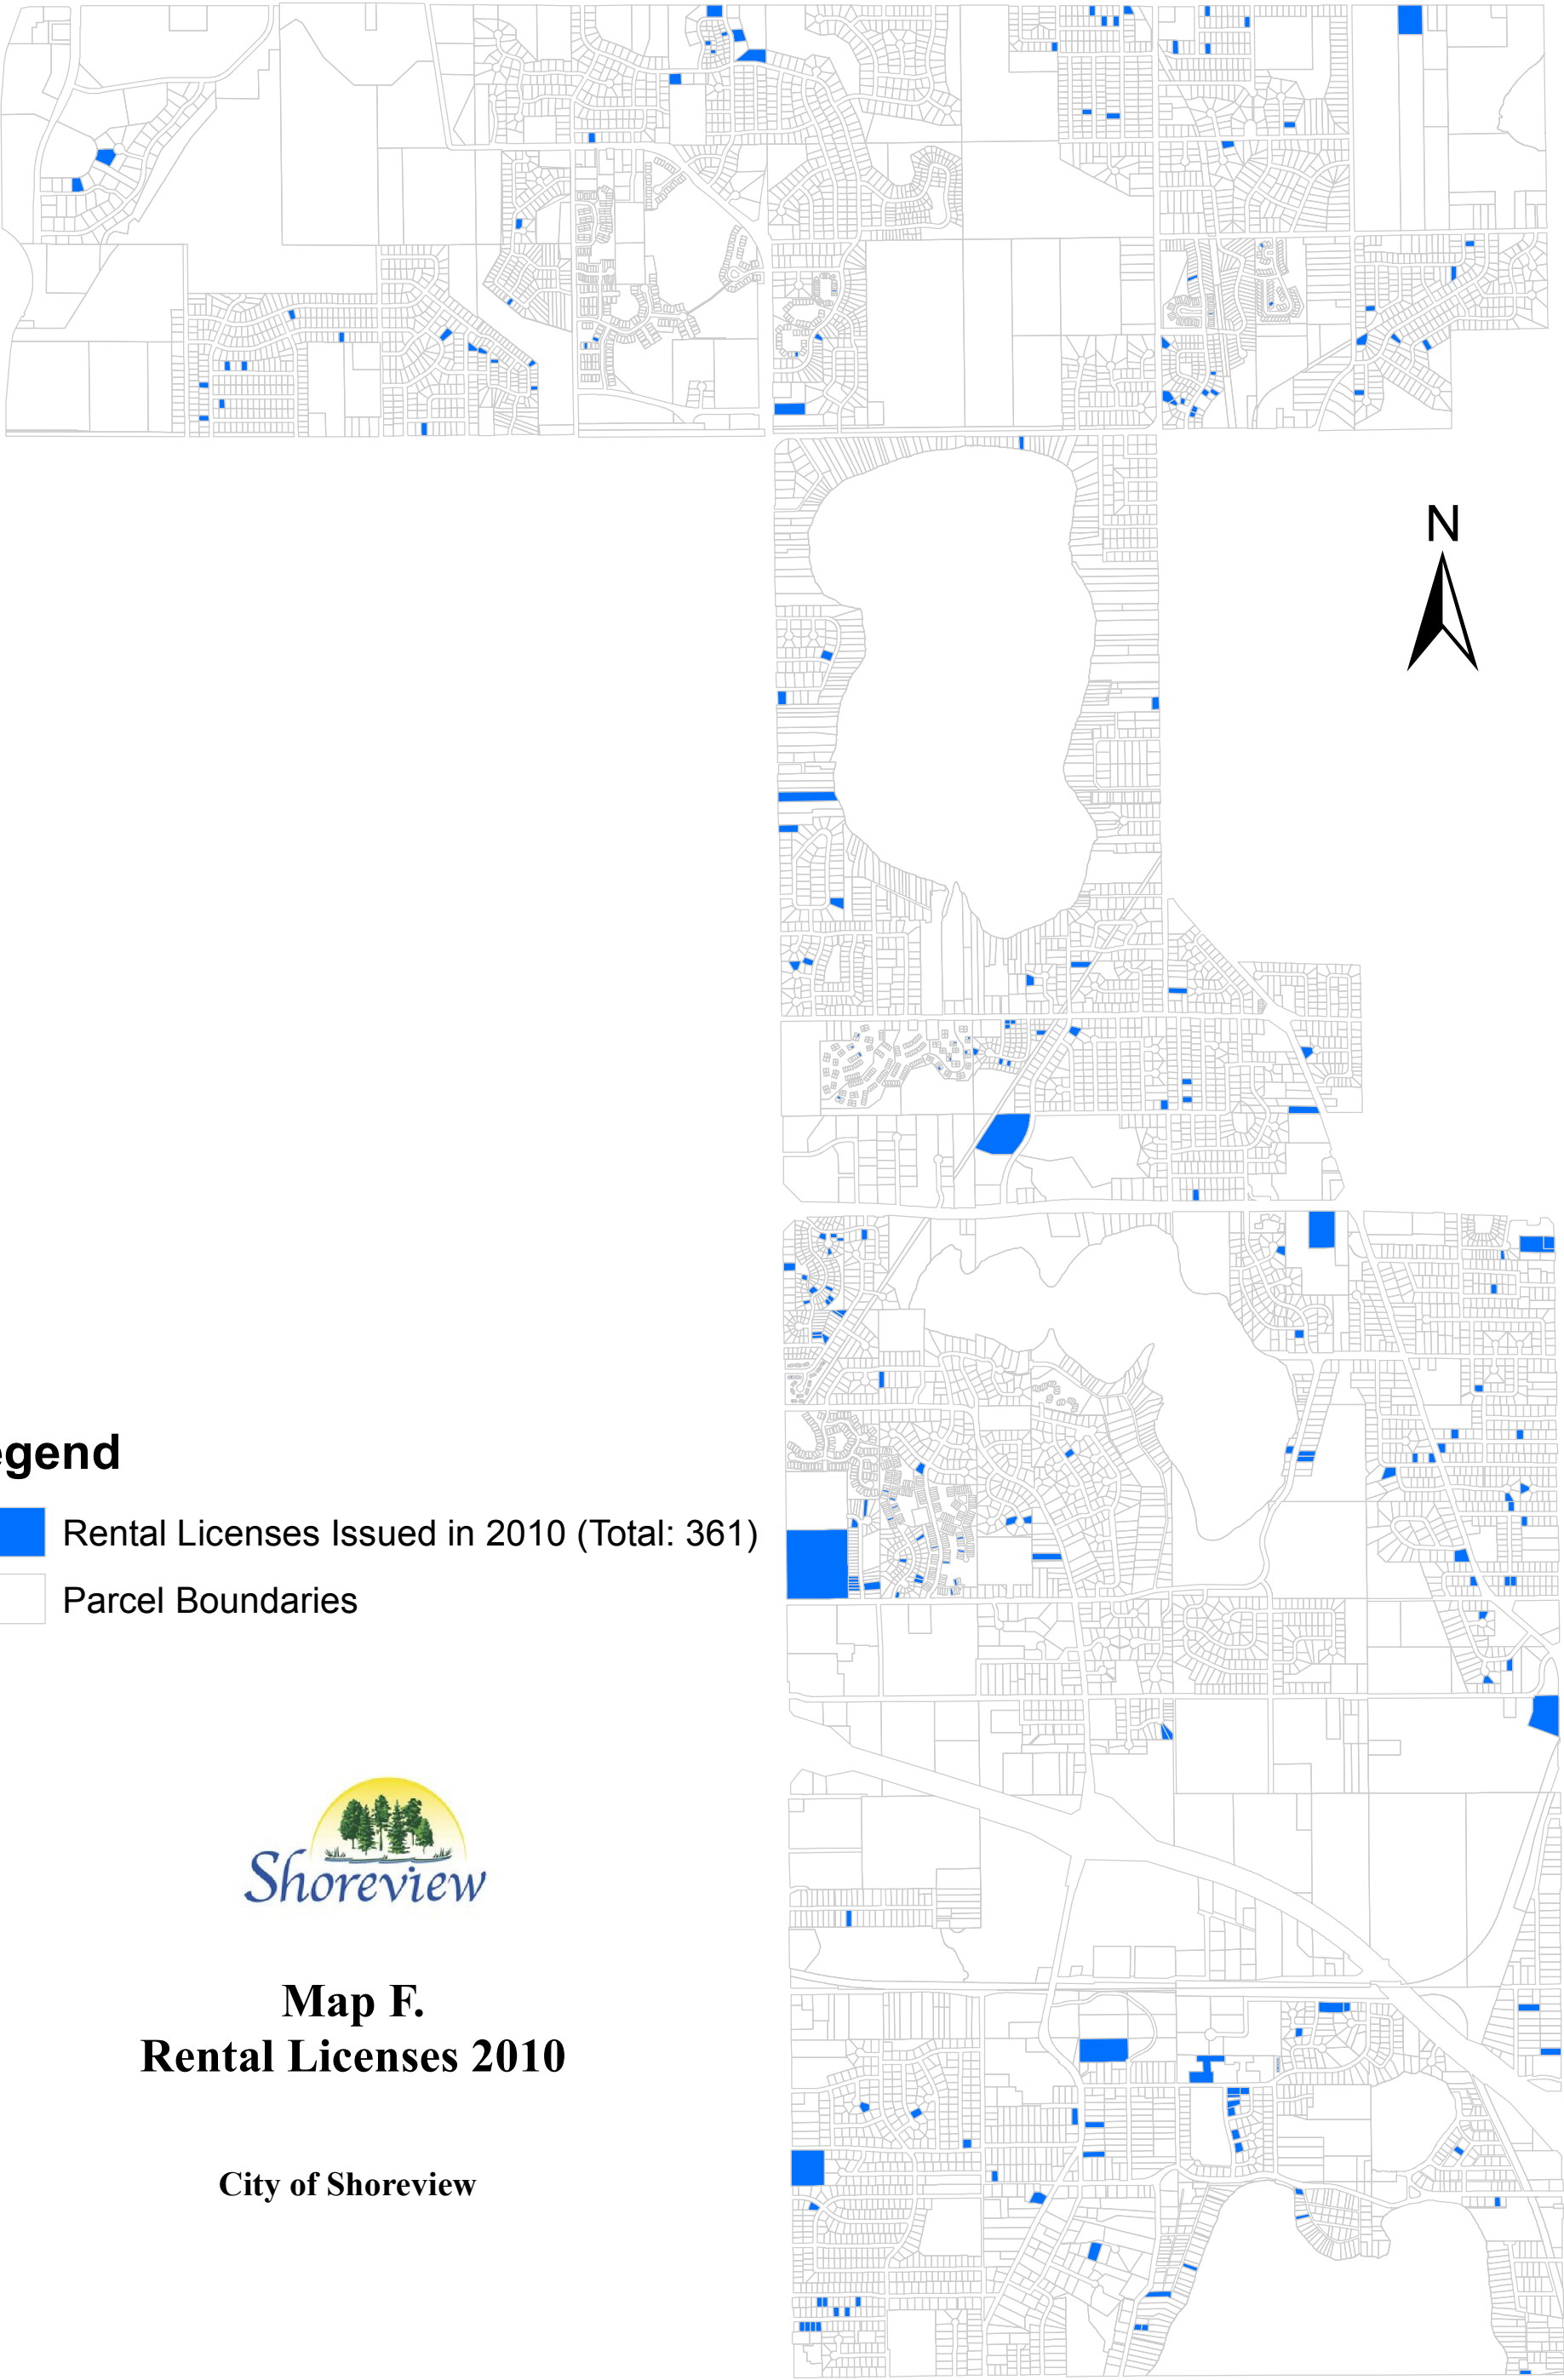 N
egend
Rental Licenses Issued in 2010 (Total: 361)
Parcel Boundaries
Shoreview
Map F.
Rental Licenses 2010
City of Shoreview